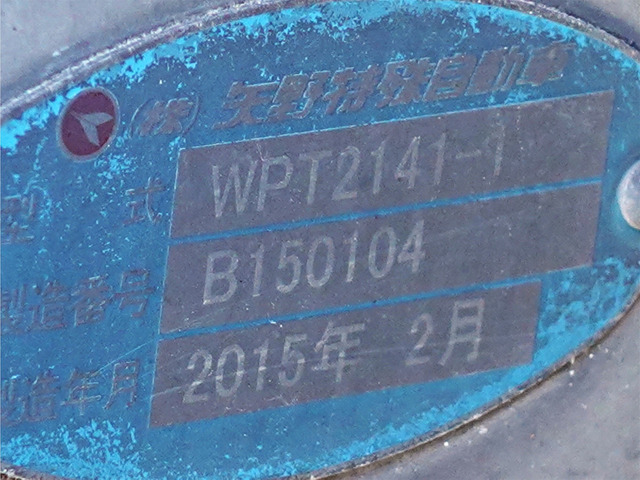 (株) 矢野特殊自動車
型 式 WPT2141-1
製造番号 B150104
製造年月 2015年 2月